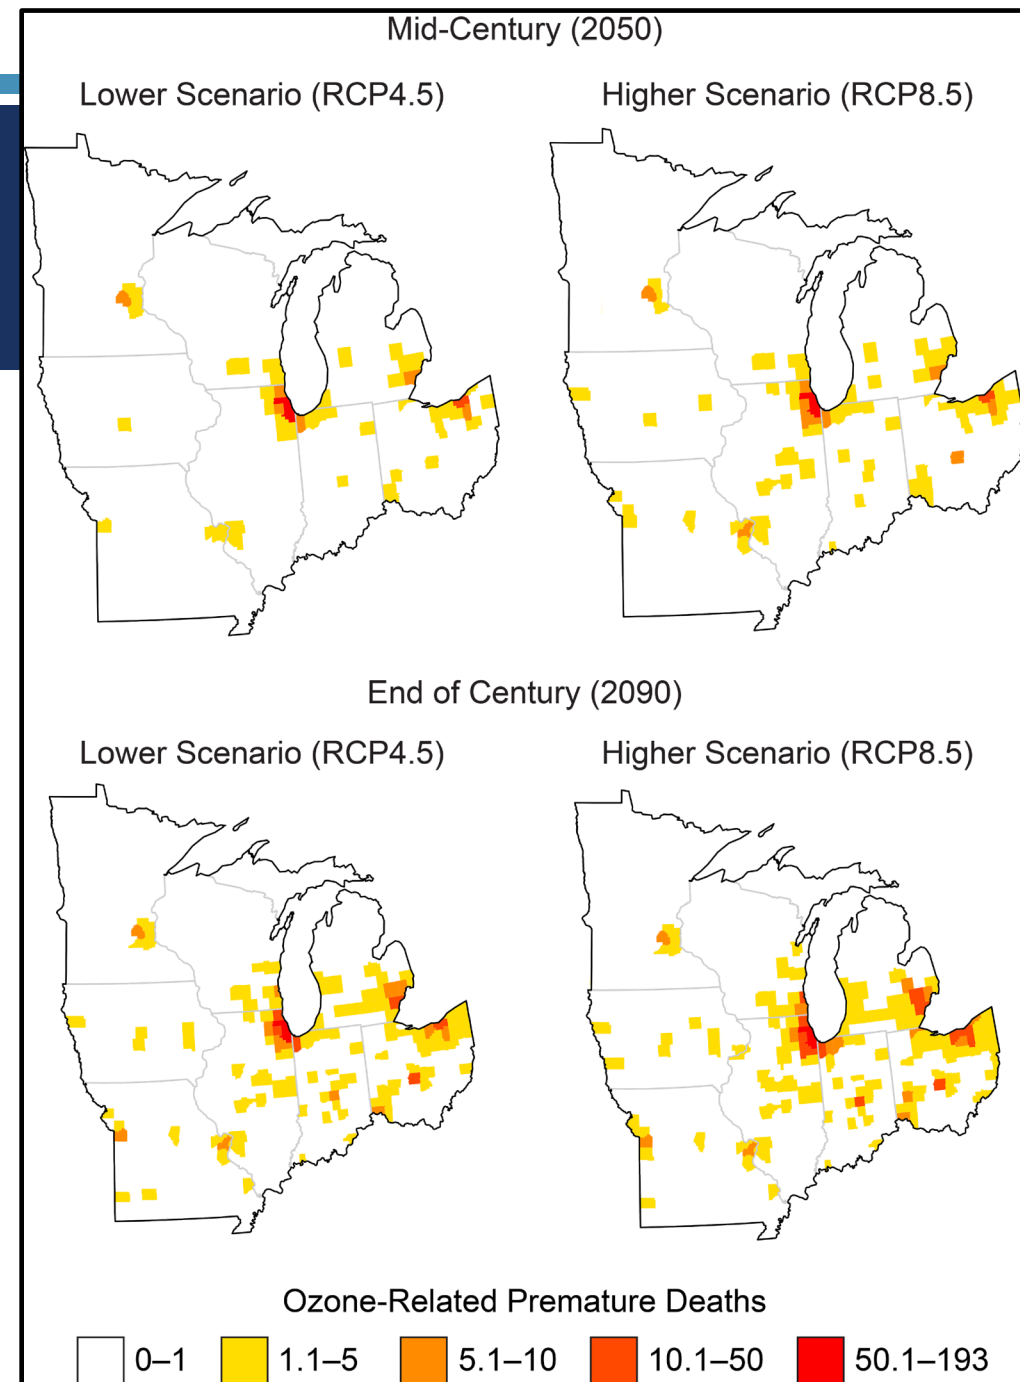 Mid-Century (2050)
Lower Scenario (RCP4.5)
Higher Scenario (RCP8.5)
End of Century (2090)
Lower Scenario (RCP4.5)
Higher Scenario (RCP8.5)
Ozone-Related Premature Deaths
0–1
1.1–5
5.1–10
10.1–50
50.1–193